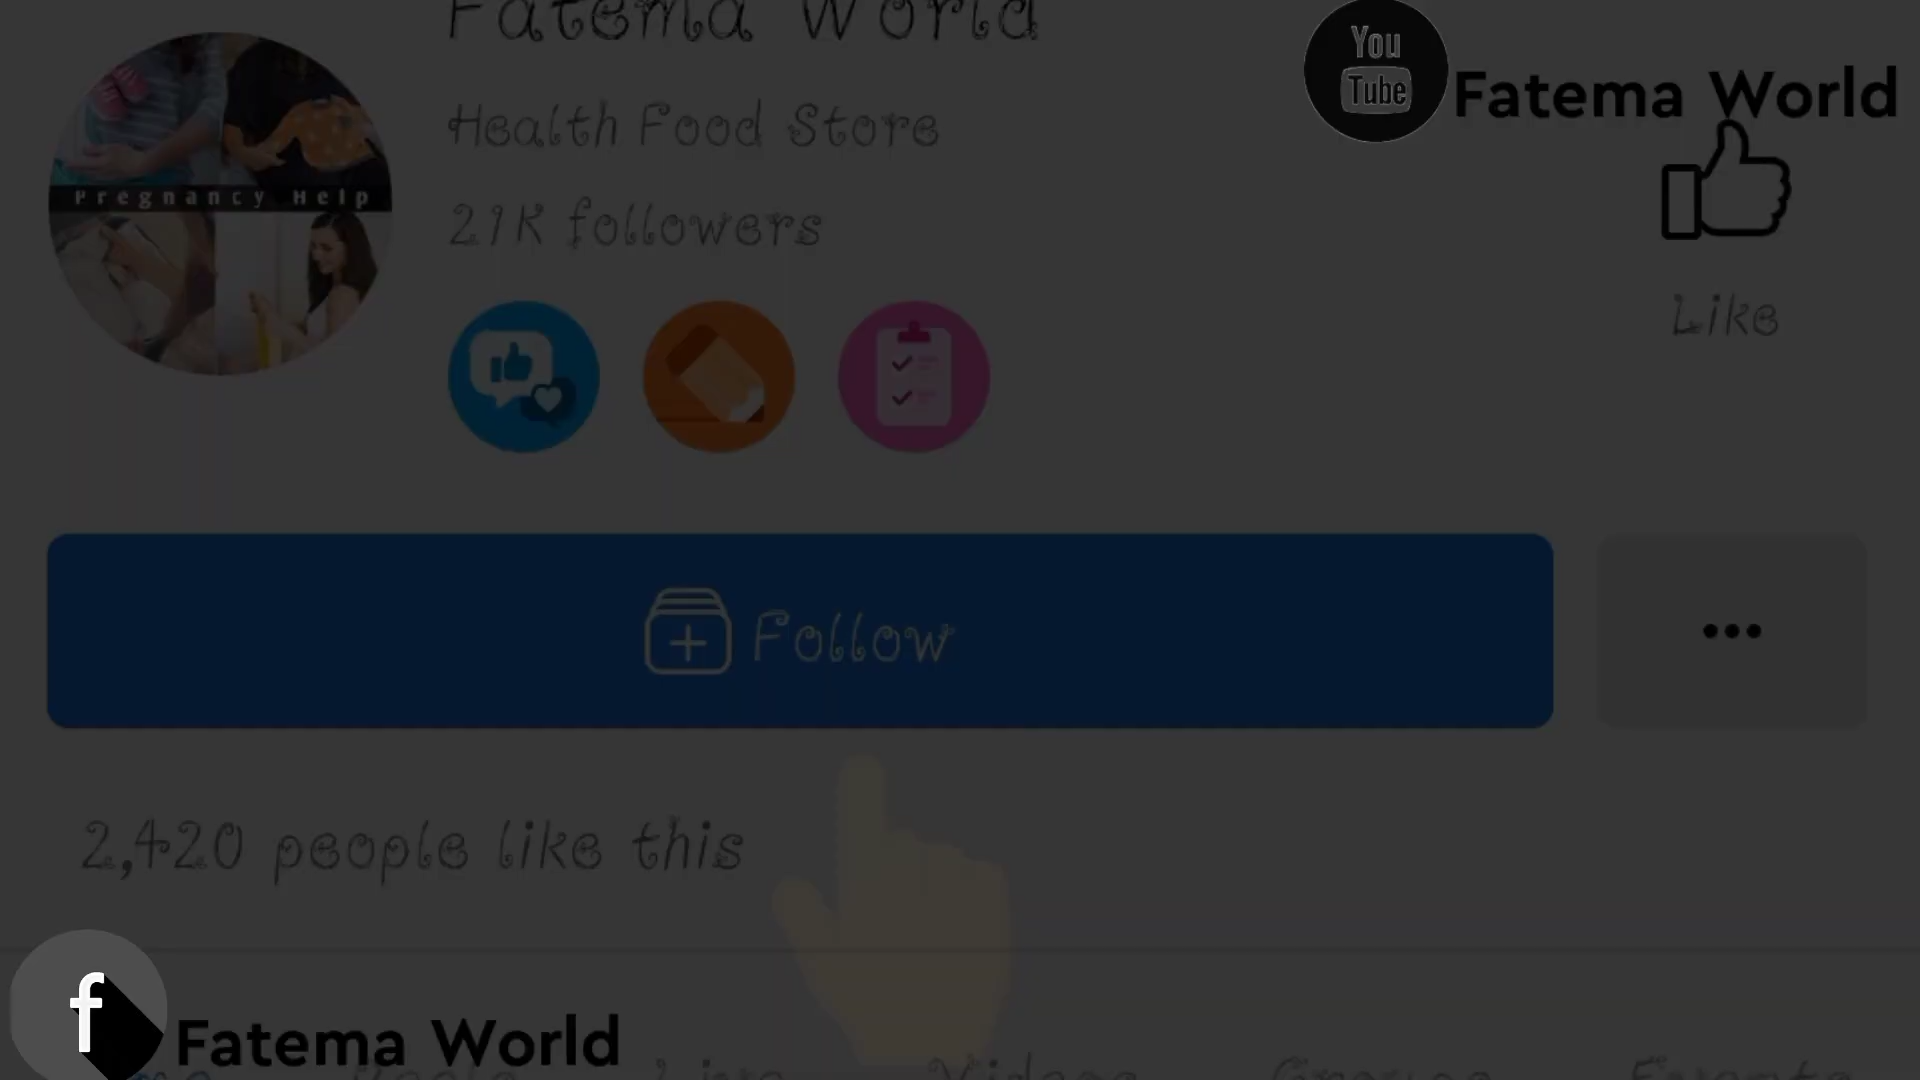 Fatema World
You
Tube
Fatema World
Health Food Store
Pregnancy Help
21K followers
Like
Follow
2,420 people like this
f
Fatema World
Videos